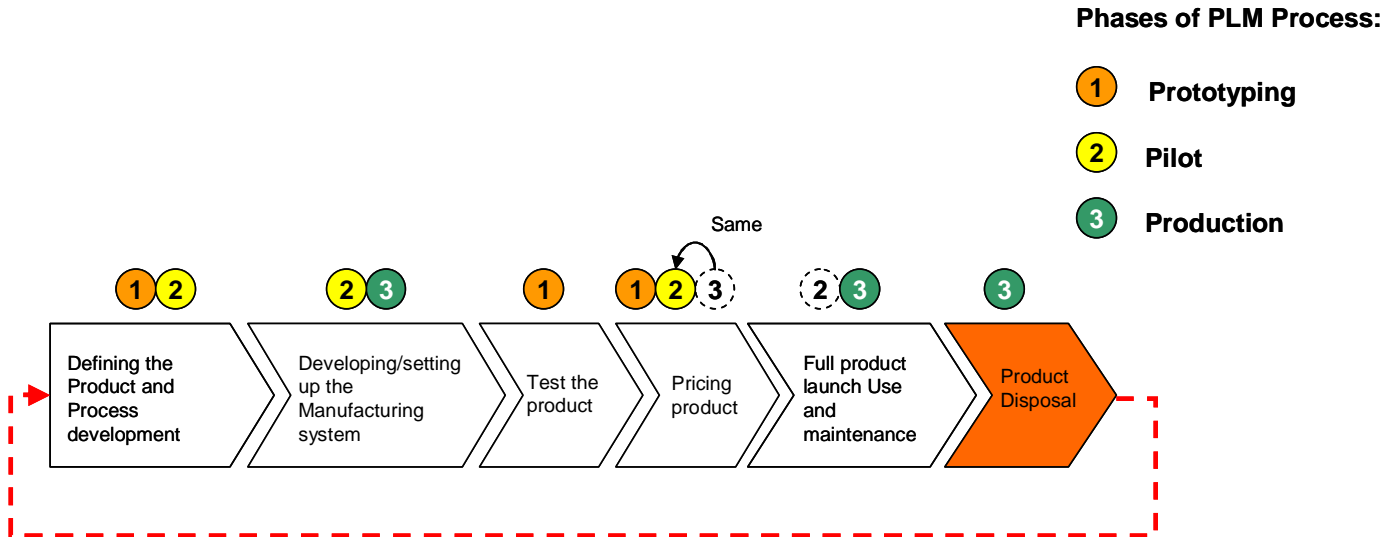 Phases of PLM Process:
1 Prototyping
2 Pilot
3 Production
Same
1 2
2 3
1
1 2 3
2 3
3
Defining the
Product and
Process
development
Developing/setting
up the
Manufacturing
system
Test the
product
Pricing
product
Full product
launch Use
and
maintenance
Product
Disposal